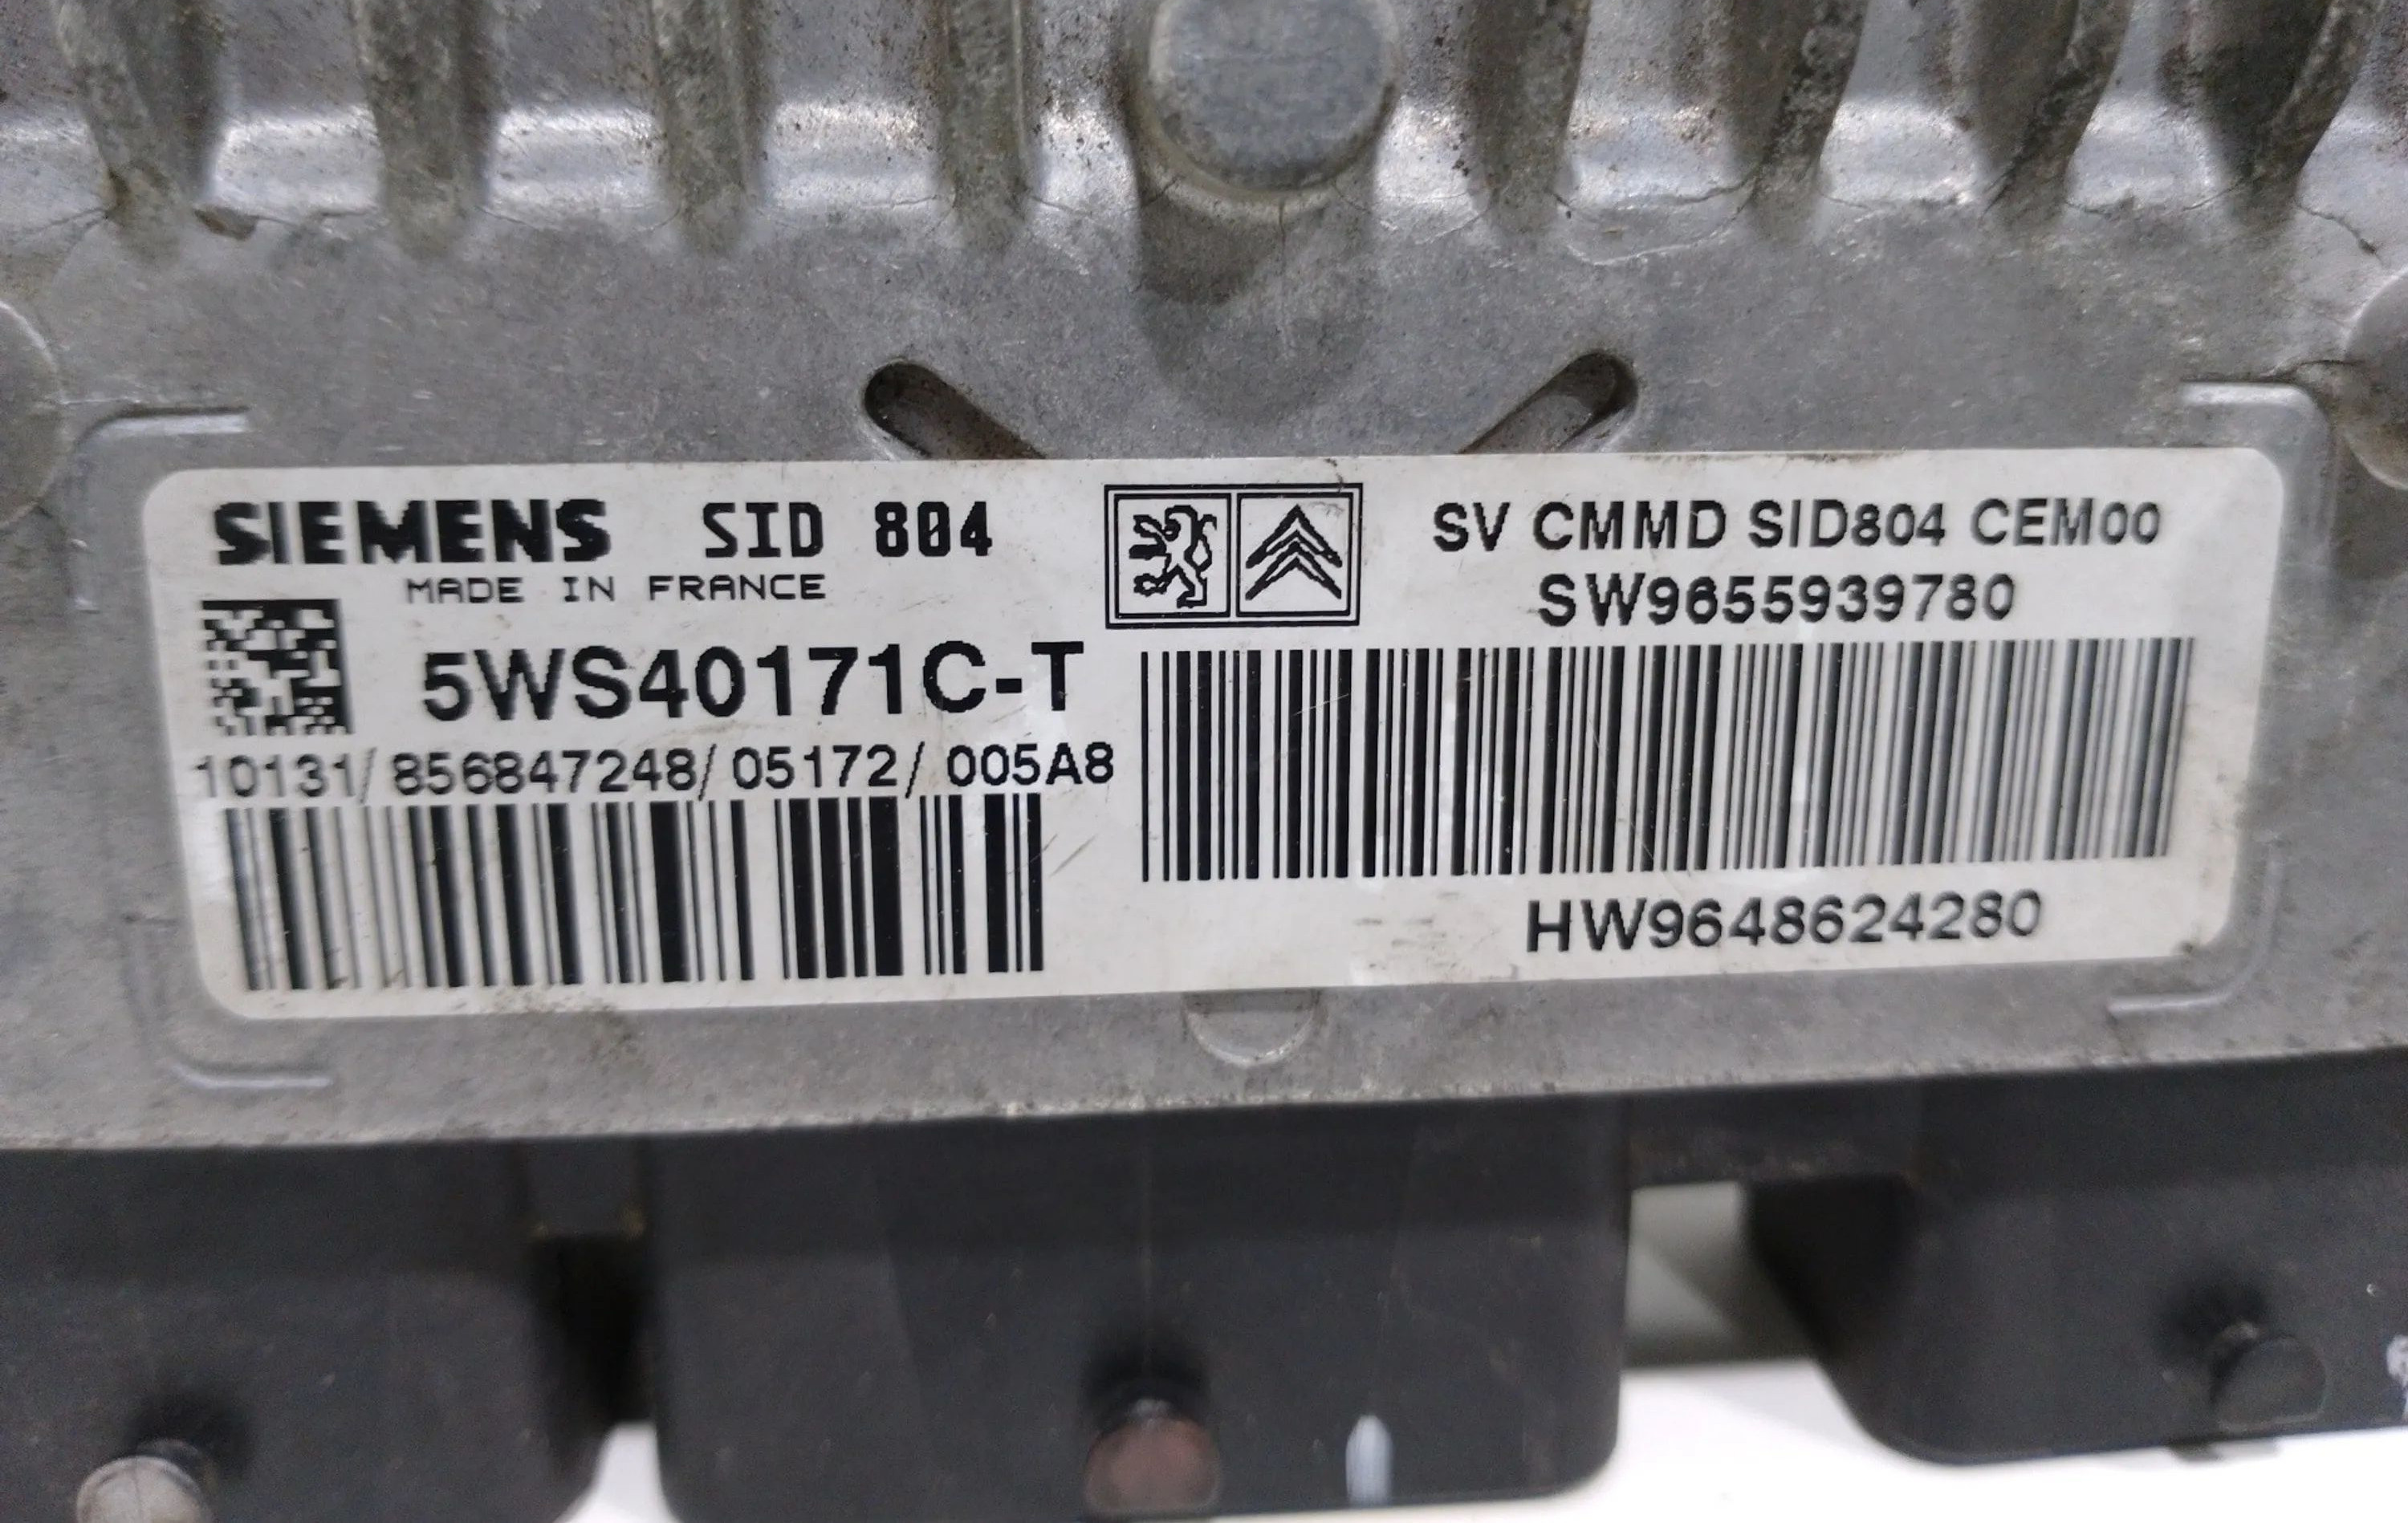 SIEMENS SID 804
MADE IN FRANCE
5WS40171C-T
10131/856847248/05172/005A8
SV CMMD SID804 CEM00
SW9655939780
HW9648624280